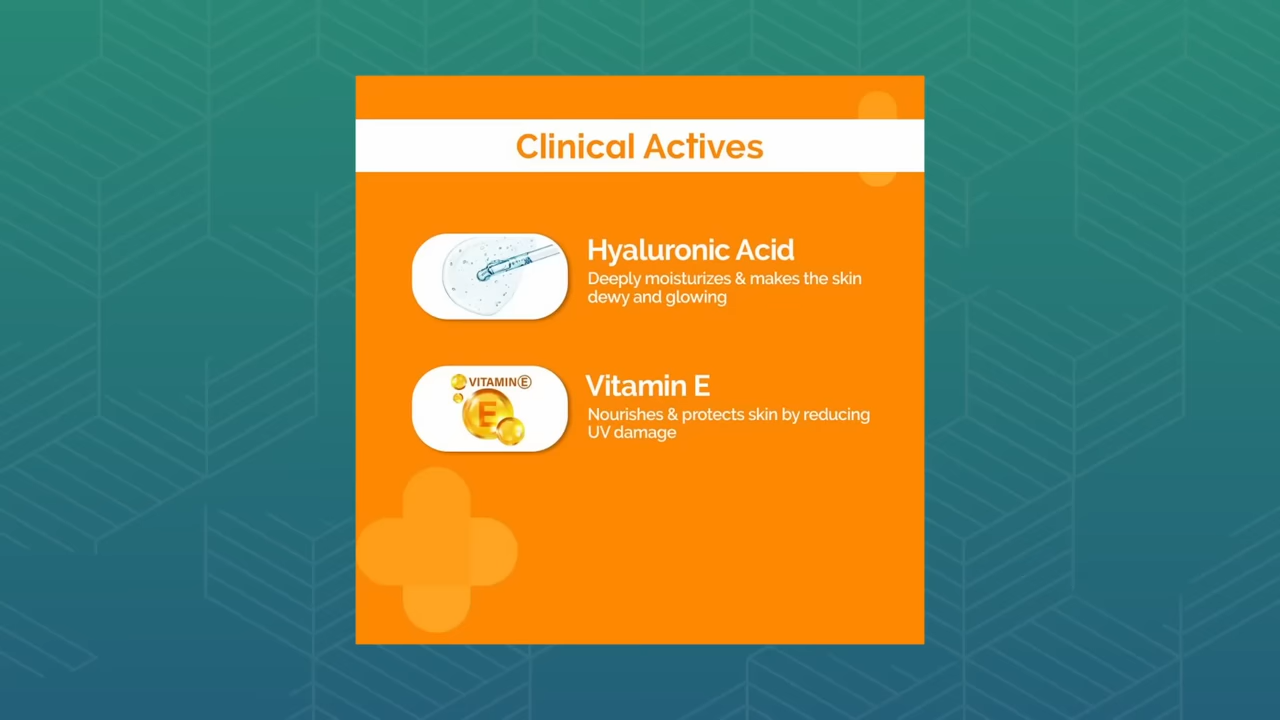 Clinical Actives
Hyaluronic Acid
Deeply moisturizes & makes the skin
dewy and glowing
VITAMIN E
E
Vitamin E
Nourishes & protects skin by reducing
UV damage